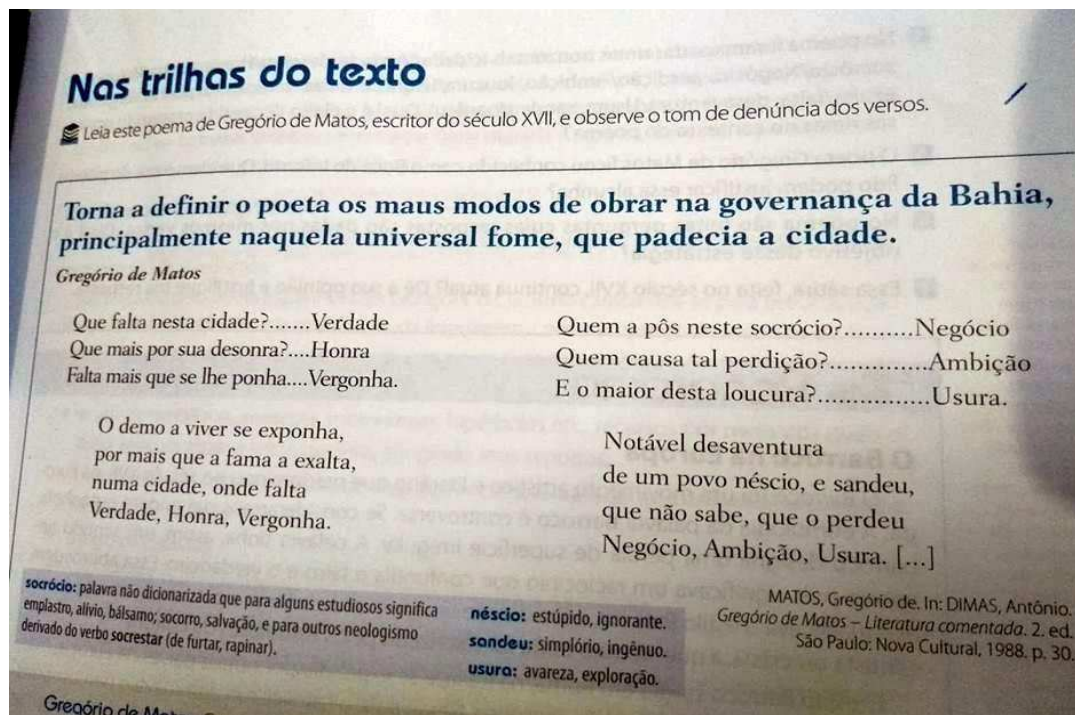 Nas trilhas do texto
Leia este poema de Gregório de Matos, escritor do século XVII, e observe o tom de denúncia dos versos.
Torna a definir o poeta os maus modos de obrar na governança da Bahia,
principalmente naquela universal fome, que padecia a cidade.
Gregório de Matos
Que falta nesta cidade?.......Verdade
Que mais por sua desonra?....Honra
Falta mais que se lhe ponha....Vergonha.
O demo a viver se exponha,
por mais que a fama a exalta,
numa cidade, onde falta
Verdade, Honra, Vergonha.
Quem a pôs neste socrócio?..........Negócio
Quem causa tal perdição?..............Ambição
E o maior desta loucura?................Usura.
Notável desaventura
de um povo néscio, e sandeu,
que não sabe, que o perdeu
Negócio, Ambição, Usura. [...]
socrócio: palavra não dicionarizada que para alguns estudiosos significa
emplastro, alívio, bálsamo; socorro, salvação, e para outros neologismo
derivado do verbo socrestar (de furtar, rapinar).
néscio: estúpido, ignorante.
sandeu: simplório, ingênuo.
usura: avareza, exploração.
MATOS, Gregório de. In: DIMAS, Antônio.
Gregório de Matos – Literatura comentada. 2. ed.
São Paulo: Nova Cultural, 1988. p. 30.
Gregório de